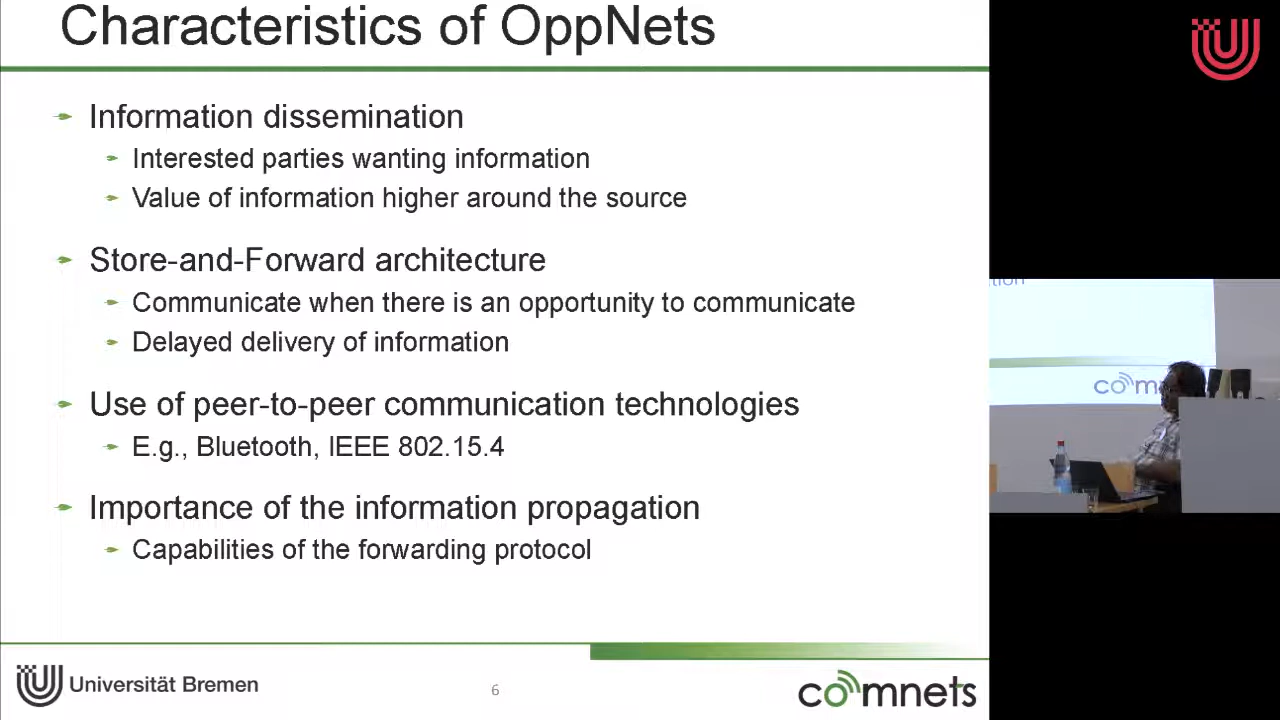 Characteristics of OppNets
Information dissemination
Interested parties wanting information
Value of information higher around the source
Store-and-Forward architecture
Communicate when there is an opportunity to communicate
Delayed delivery of information
Use of peer-to-peer communication technologies
E.g., Bluetooth, IEEE 802.15.4
Importance of the information propagation
Capabilities of the forwarding protocol
Universität Bremen
6
comnets